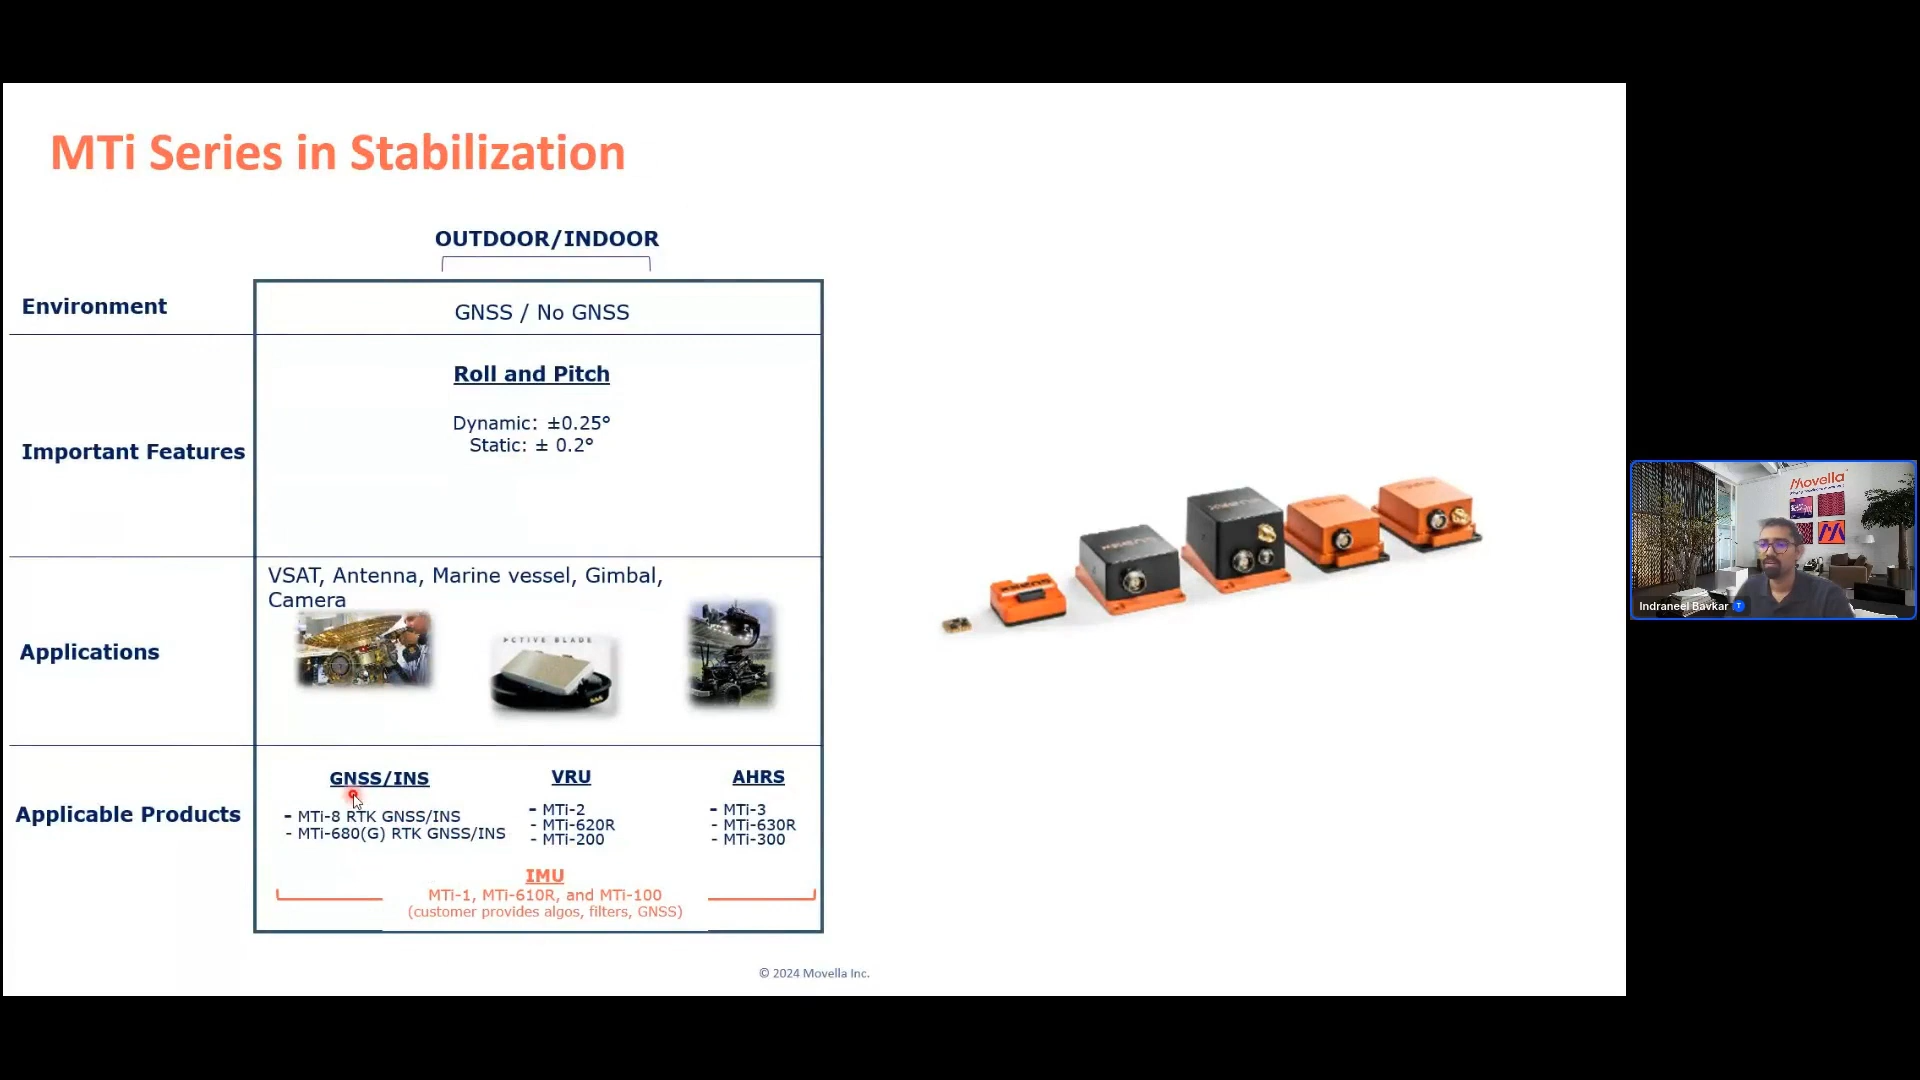 MTi Series in Stabilization
OUTDOOR/INDOOR
Environment
GNSS / No GNSS
Important Features
Roll and Pitch
Dynamic: ±0.25°
Static: ± 0.2°
Applications
VSAT, Antenna, Marine vessel, Gimbal,
Camera
CTIVE BLADE
Applicable Products
GNSS/INS
- MTi-8 RTK GNSS/INS
- MTi-680(G) RTK GNSS/INS
VRU
- MTi-2
- MTi-620R
- MTi-200
AHRS
- MTi-3
- MTi-630R
- MTi-300
IMU
MTi-1, MTi-610R, and MTi-100
(customer provides algos, filters, GNSS)
© 2024 Movella Inc.
Movella
Indraneel Bavkar
T